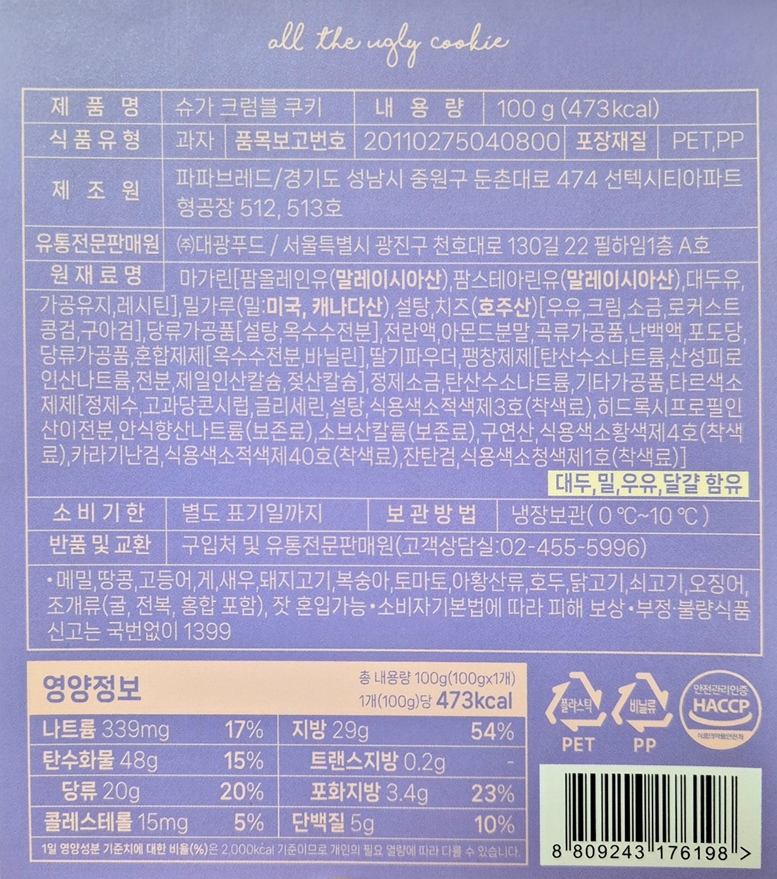 all the ugly cookie
제품명 슈가 크럼블 쿠키 내용량 100 g (473kcal)
식품유형 과자 품목보고번호 20110275040800 포장재질 PET,PP
제조원 파파브레드/경기도 성남시 중원구 둔촌대로 474 선텍시티아파트
형공장 512, 513호
유통전문판매원 ㈜대광푸드 / 서울특별시 광진구 천호대로 130길 22 필하임1층 A호
원재료명 마가린[팜올레인유(말레이시아산),팜스테아린유(말레이시아산),대두유,
가공유지,레시틴],밀가루(밀:미국, 캐나다산),설탕,치즈(호주산)[우유,크림,소금,로커스트
콩검,구아검],당류가공품[설탕,옥수수전분],전란액,아몬드분말,곡류가공품,난백액,포도당,
당류가공품,혼합제제[옥수수전분,바닐린],딸기파우더,팽창제제[탄산수소나트륨,산성피로
인산나트륨,전분,제일인산칼슘,젖산칼슘],정제소금,탄산수소나트륨,기타가공품,타르색소
제제[정제수,고과당콘시럽,글리세린,설탕,식용색소적색제3호(착색료),히드록시프로필인
산이전분,안식향산나트륨(보존료),소브산칼륨(보존료),구연산,식용색소황색제4호(착색
료),카라기난검,식용색소적색제40호(착색료),잔탄검,식용색소청색제1호(착색료)]
대두,밀,우유,달걀 함유
소비기한 별도 표기일까지 보관방법 냉장보관( 0 ℃~10 ℃ )
반품 및 교환 구입처 및 유통전문판매원(고객상담실:02-455-5996)
•메밀,땅콩,고등어,게,새우,돼지고기,복숭아,토마토,아황산류,호두,닭고기,쇠고기,오징어,
조개류(굴, 전복, 홍합 포함), 잣 혼입가능•소비자기본법에 따라 피해 보상•부정·불량식품
신고는 국번없이 1399
영양정보 총 내용량 100g(100gx1개)
1개(100g)당 473kcal
나트륨 339mg 17% 지방 29g 54%
탄수화물 48g 15% 트랜스지방 0.2g -
당류 20g 20% 포화지방 3.4g 23%
콜레스테롤 15mg 5% 단백질 5g 10%
1일 영양성분 기준치에 대한 비율(%)은 2,000kcal 기준이므로 개인의 필요 열량에 따라 다를 수 있습니다.
플라스틱 비닐류
PET PP
안전관리인증
HACCP
식품의약품안전처
8 809243 176198 >